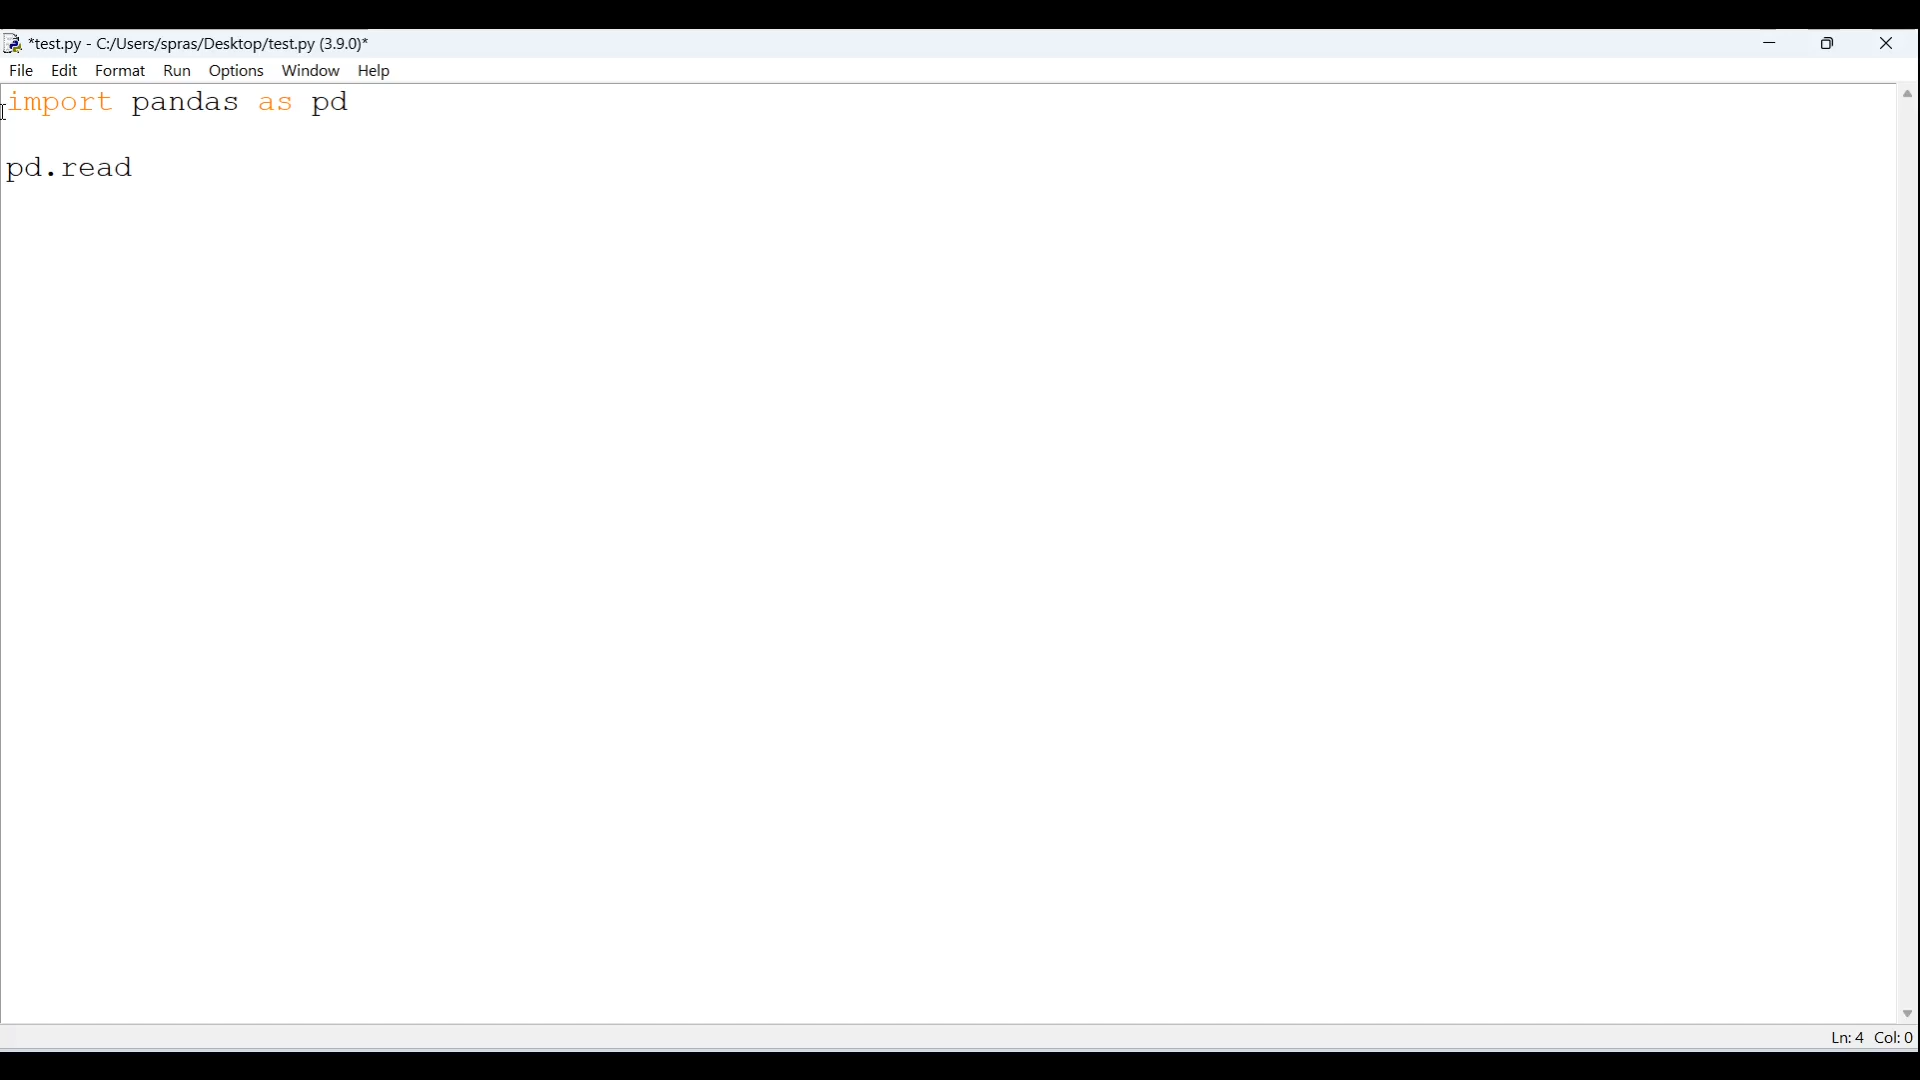 *test.py - C:/Users/spras/Desktop/test.py (3.9.0)*
File Edit Format Run Options Window Help
import pandas as pd
pd.read
Ln: 4 Col: 0